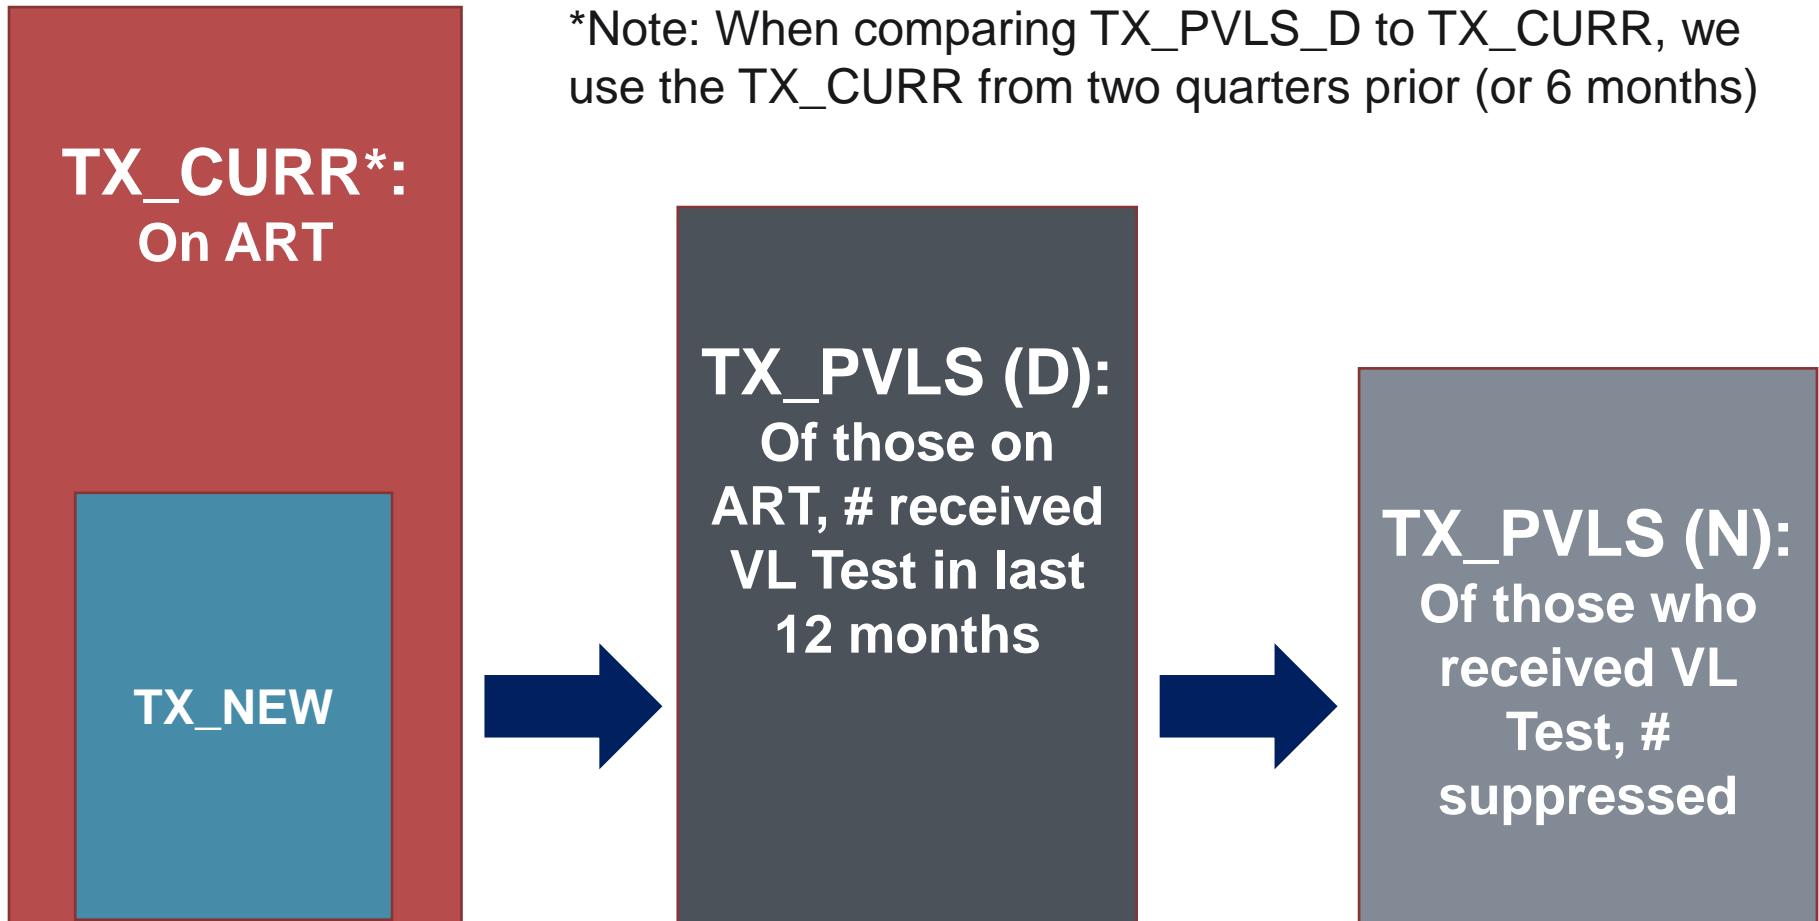 *Note: When comparing TX_PVLS_D to TX_CURR, we
use the TX_CURR from two quarters prior (or 6 months)
TX_CURR*:
On ART
TX_NEW
TX_PVLS (D):
Of those on
ART, # received
VL Test in last
12 months
TX_PVLS (N):
Of those who
received VL
Test, #
suppressed